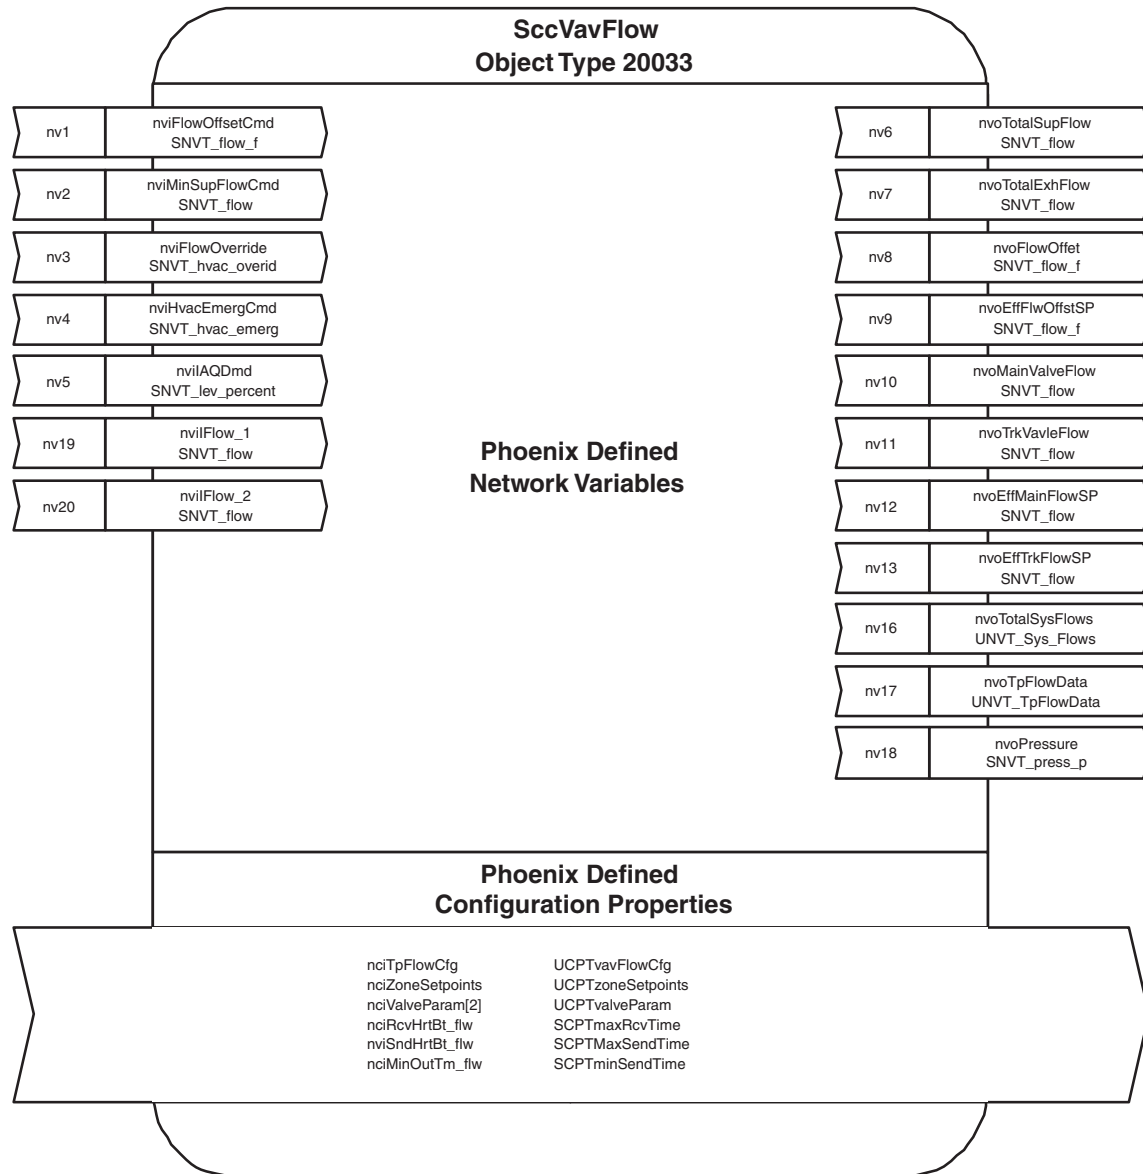 SccVavFlow
Object Type 20033
nv1
nviFlowOffsetCmd
SNVT_flow_f
nv2
nviMinSupFlowCmd
SNVT_flow
nv3
nviFlowOverride
SNVT_hvac_overid
nv4
nviHvacEmergCmd
SNVT_hvac_emerg
nv5
nviIAQDmd
SNVT_lev_percent
nv19
nviIFlow_1
SNVT_flow
nv20
nviIFlow_2
SNVT_flow
Phoenix Defined
Network Variables
nv6
nvoTotalSupFlow
SNVT_flow
nv7
nvoTotalExhFlow
SNVT_flow
nv8
nvoFlowOffet
SNVT_flow_f
nv9
nvoEffFlwOffstSP
SNVT_flow_f
nv10
nvoMainValveFlow
SNVT_flow
nv11
nvoTrkVavleFlow
SNVT_flow
nv12
nvoEffMainFlowSP
SNVT_flow
nv13
nvoEffTrkFlowSP
SNVT_flow
nv16
nvoTotalSysFlows
UNVT_Sys_Flows
nv17
nvoTpFlowData
UNVT_TpFlowData
nv18
nvoPressure
SNVT_press_p
Phoenix Defined
Configuration Properties
nciTpFlowCfg UCPTvavFlowCfg
nciZoneSetpoints UCPTzoneSetpoints
nciValveParam[2] UCPTvalveParam
nciRcvHrtBt_flw SCPTmaxRcvTime
nviSndHrtBt_flw SCPTMaxSendTime
nciMinOutTm_flw SCPTminSendTime